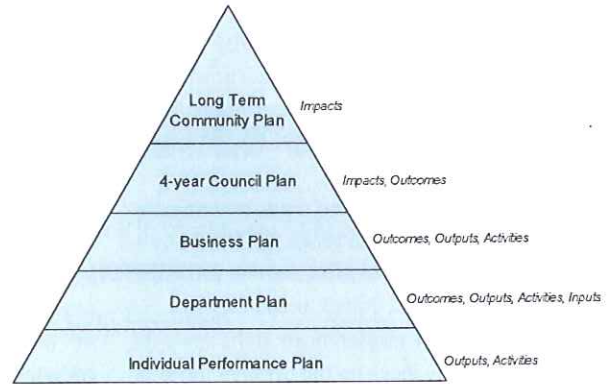 Long Term
Community Plan
Impacts
4-year Council Plan
Impacts, Outcomes
Business Plan
Outcomes, Outputs, Activities
Department Plan
Outcomes, Outputs, Activities, Inputs
Individual Performance Plan
Outputs, Activities